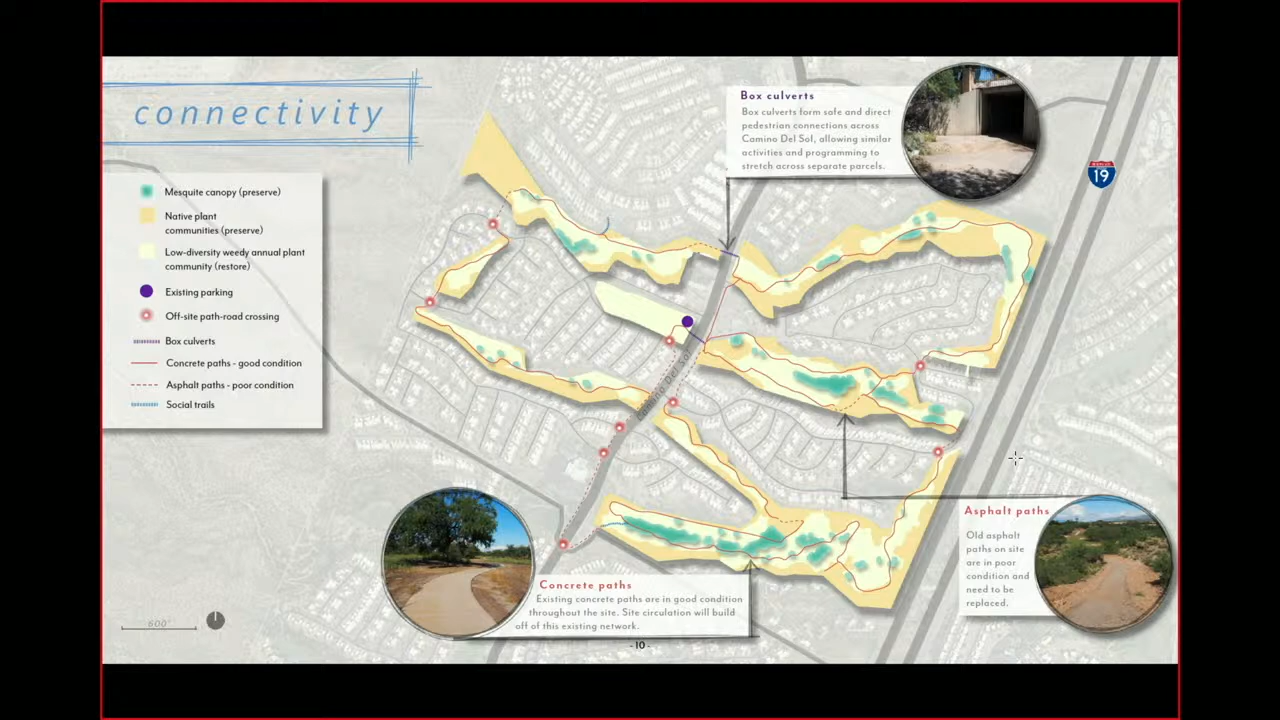 connectivity
Mesquite canopy (preserve)
Native plant
communities (preserve)
Low-diversity weedy annual plant
community (restore)
Existing parking
Off-site path-road crossing
Box culverts
Concrete paths - good condition
Asphalt paths - poor condition
Social trails
Box culverts
Box culverts form safe and direct
pedestrian connections across
Camino Del Sol, allowing similar
activities and programming to
stretch across separate parcels.
19
Camino Del Sol
Asphalt paths
Old asphalt
paths on site
are in poor
condition and
need to be
replaced.
Concrete paths
Existing concrete paths are in good condition
throughout the site. Site circulation will build
off of this existing network.
600'
- 10 -